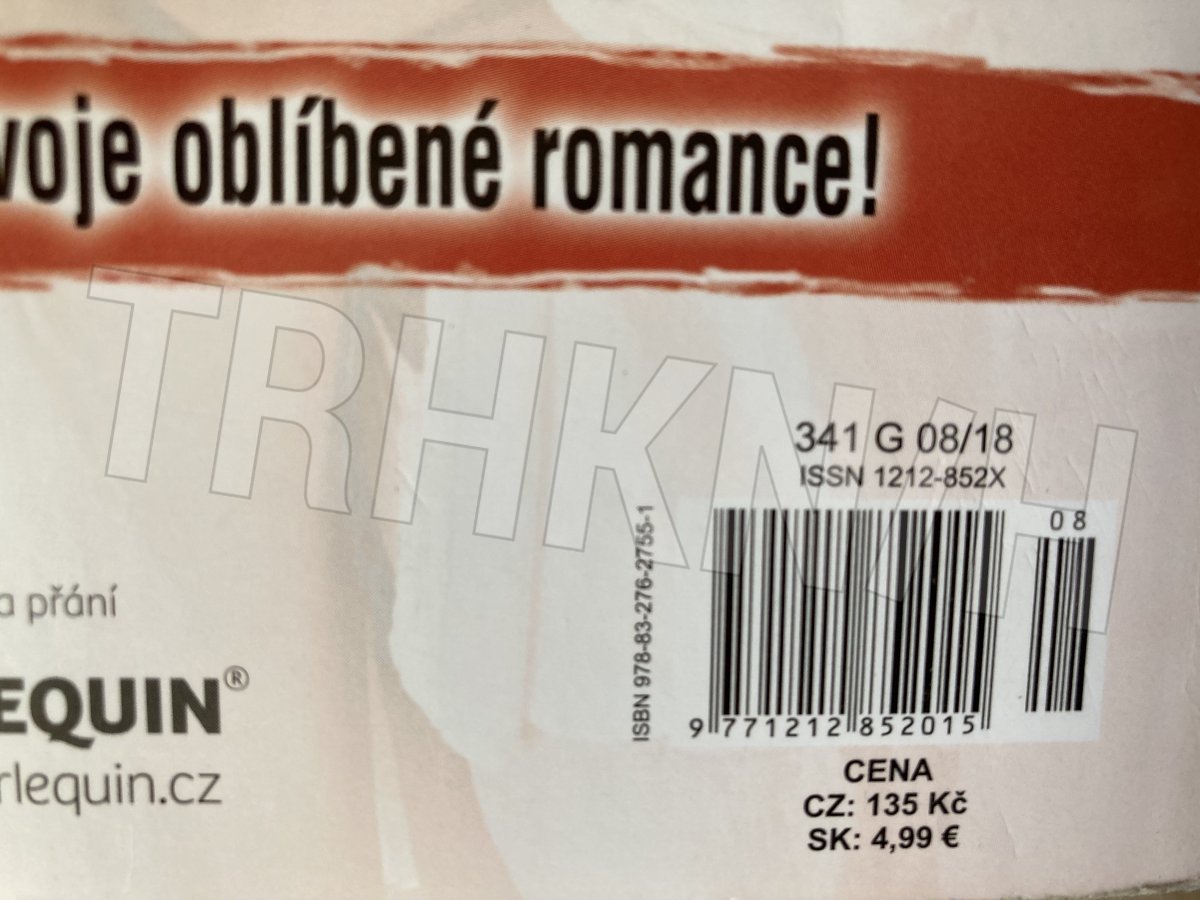 voje oblíbené romance!
TRHKNIH
341 G 08/18
ISSN 1212-852X
08
ISBN 978-83-276-2755-1
9 771212 852015
a přání
EQUIN®
rlequin.cz
CENA
CZ: 135 Kč
SK: 4,99 €